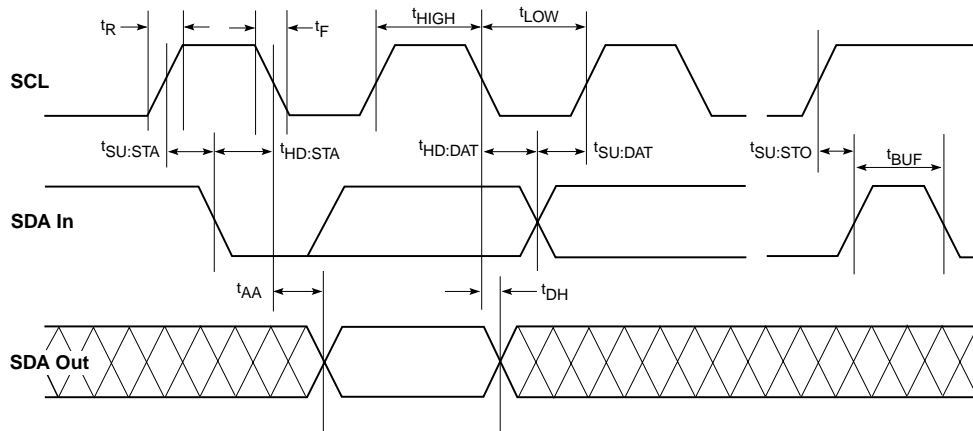 tR tF tHIGH tLOW
SCL
tSU:STA tHD:STA tHD:DAT tSU:DAT tSU:STO tBUF
SDA In
tAA tDH
SDA Out